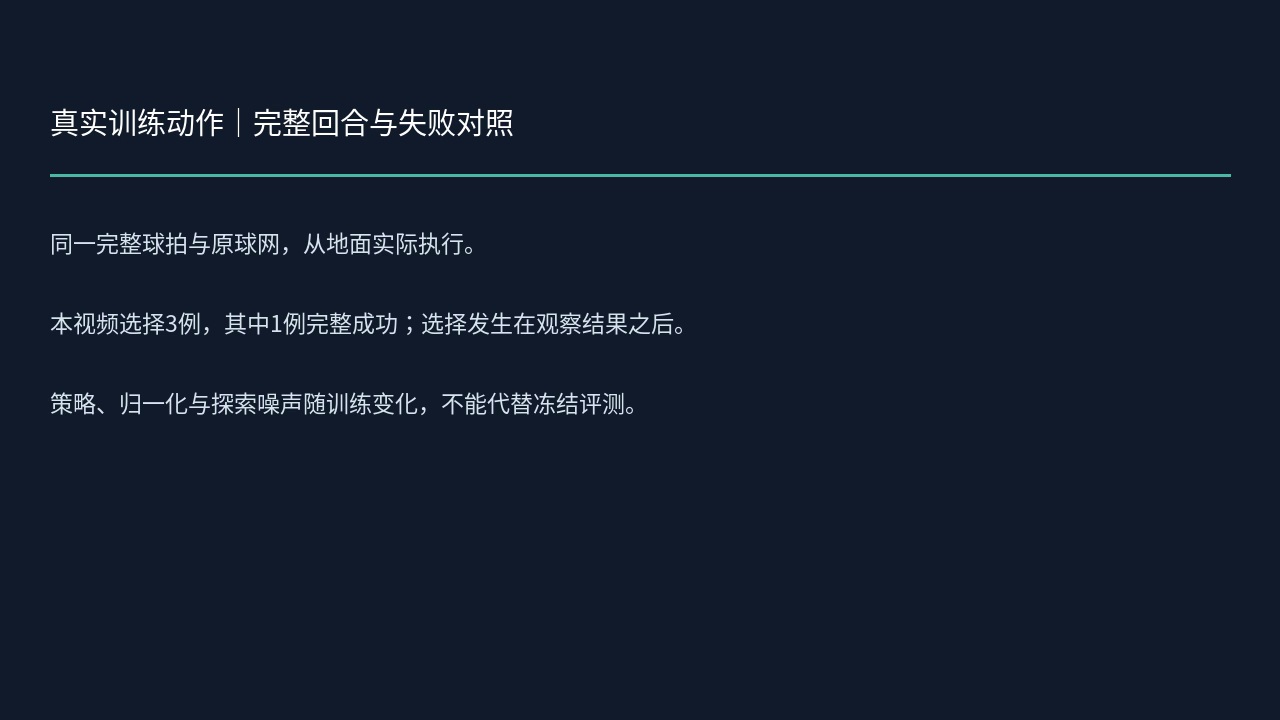 真实训练动作｜完整回合与失败对照
同一完整球拍与原球网，从地面实际执行。
本视频选择3例，其中1例完整成功；选择发生在观察结果之后。
策略、归一化与探索噪声随训练变化，不能代替冻结评测。